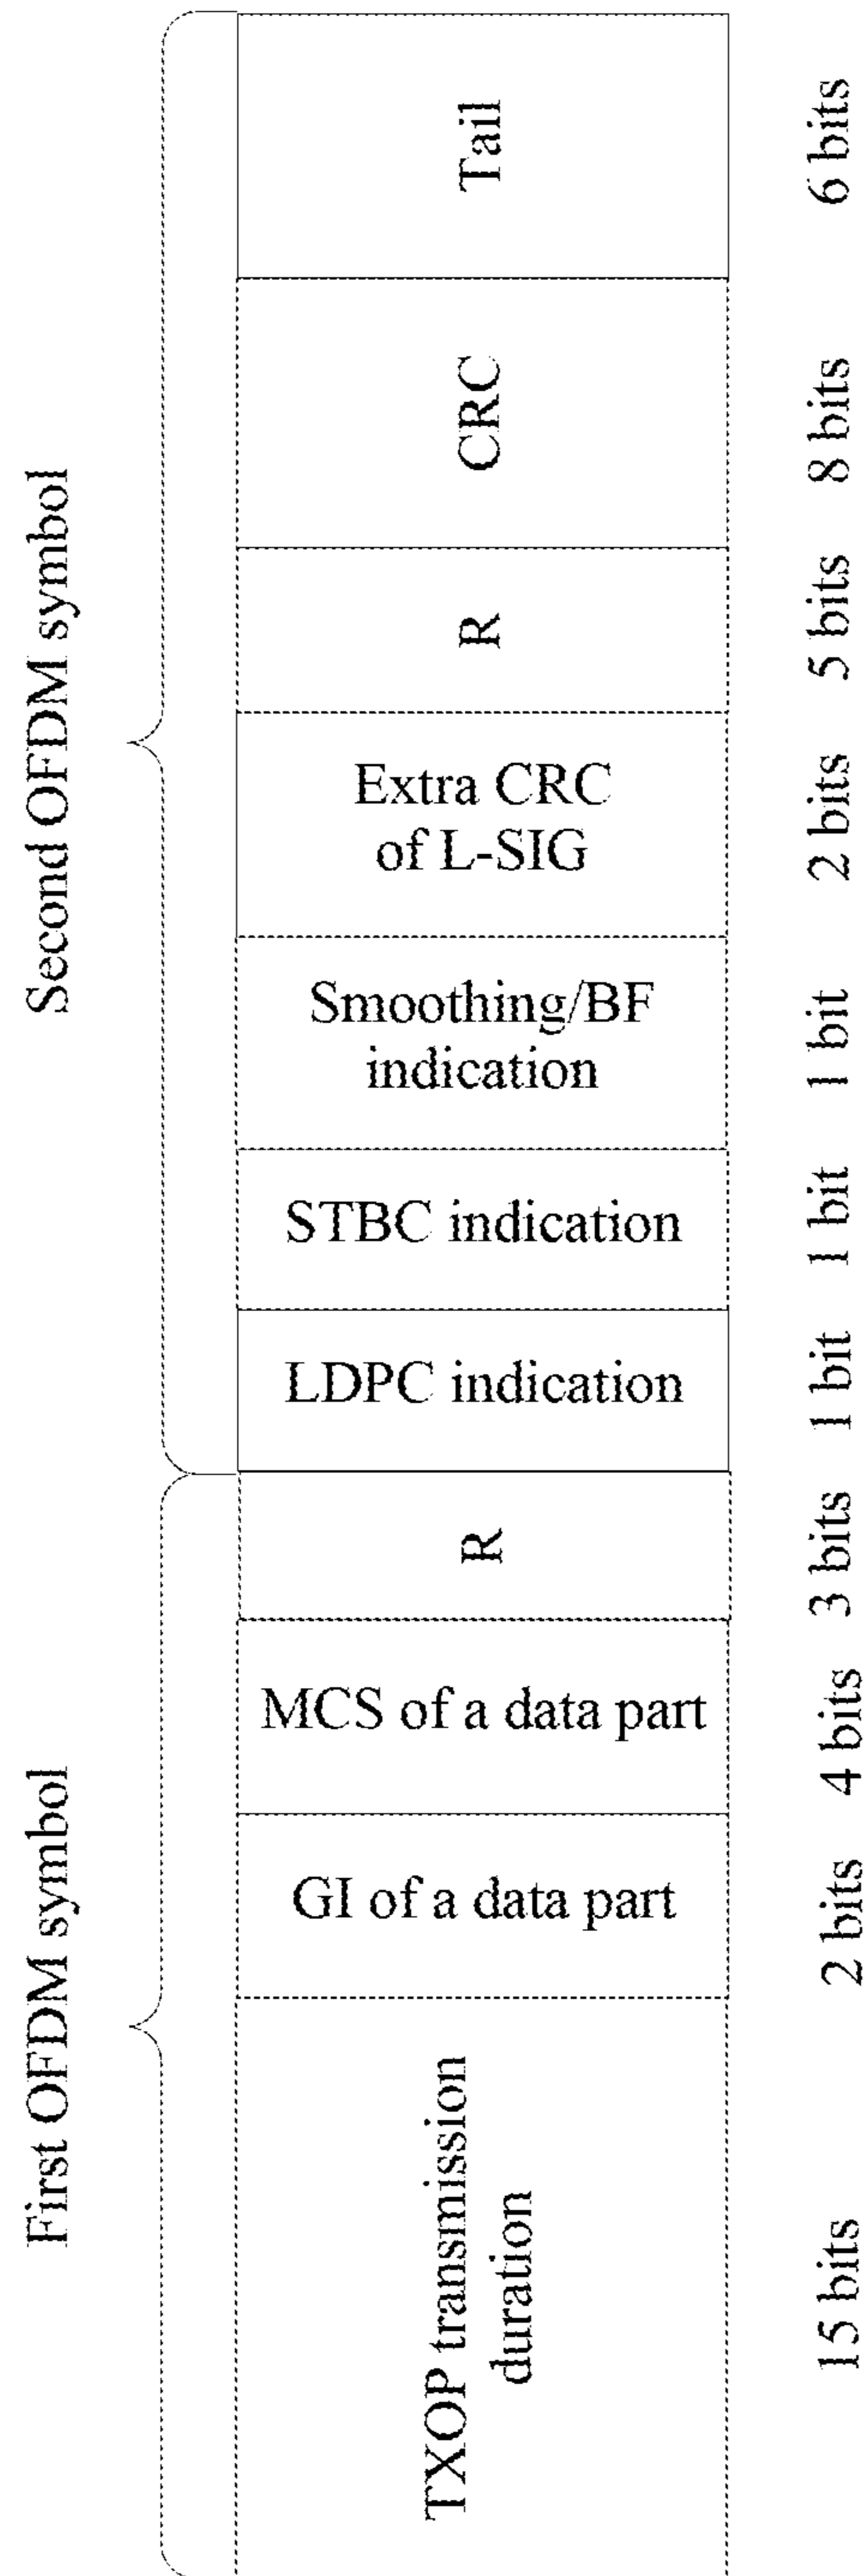 First OFDM symbol
Second OFDM symbol
TXOP transmission
duration
GI of a data part
MCS of a data part
R
LDPC indication
STBC indication
Smoothing/BF
indication
Extra CRC
of L-SIG
R
CRC
Tail
15 bits
2 bits
4 bits
3 bits
1 bit
1 bit
1 bit
2 bits
5 bits
8 bits
6 bits